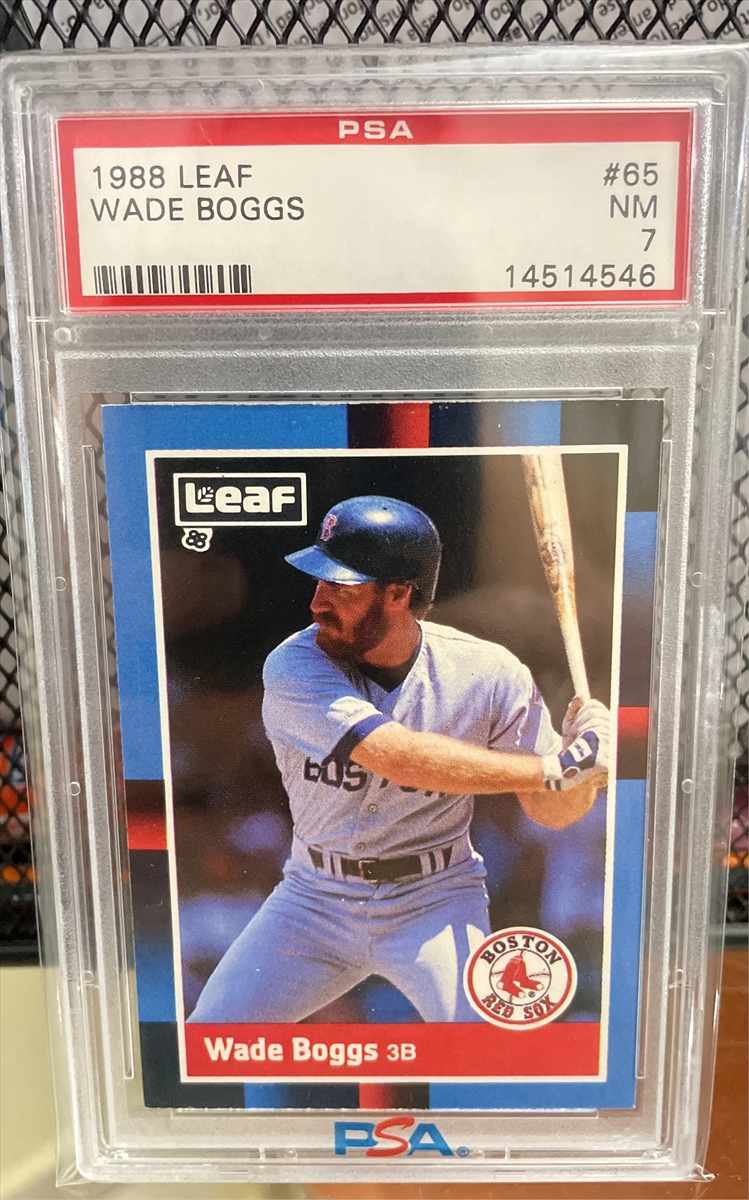 PSA
1988 LEAF #65
WADE BOGGS NM
7
14514546
Leaf
88
B
BOSTON
BOSTON
RED SOX
Wade Boggs 3B
PSA®